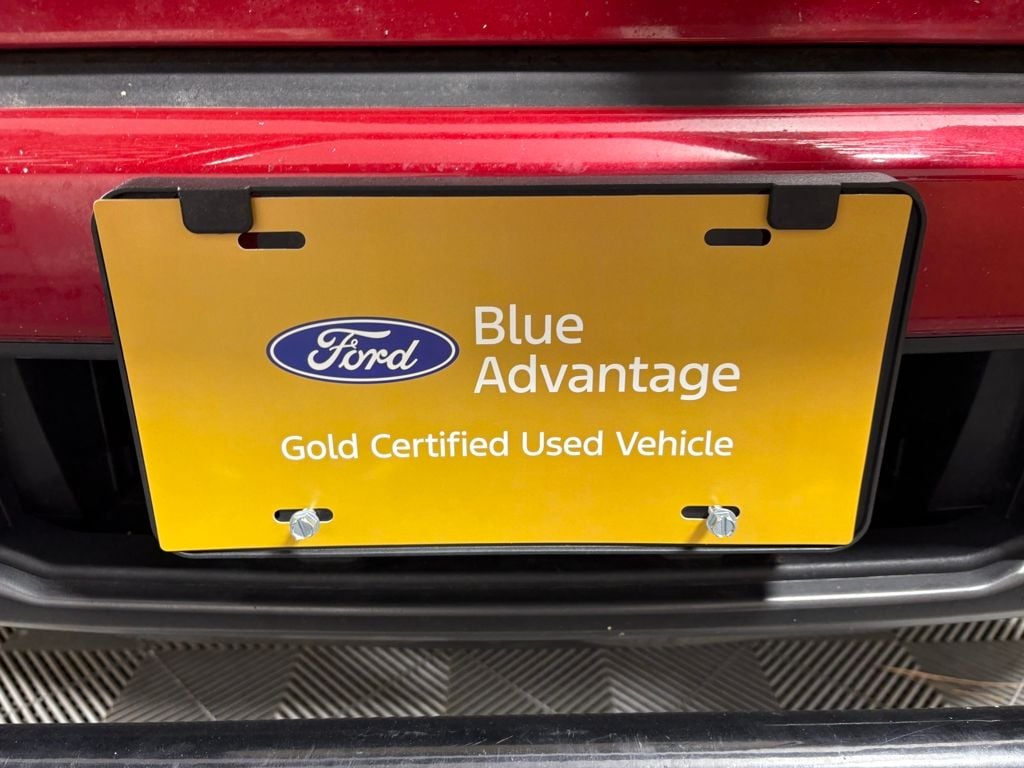 Ford
Blue
Advantage
Gold Certified Used Vehicle